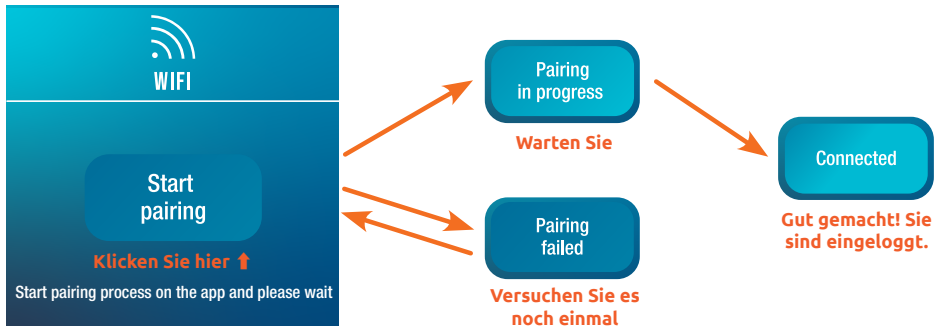 WIFI
Start
pairing
Klicken Sie hier ⬆
Start pairing process on the app and please wait
Pairing
in progress
Warten Sie
Pairing
failed
Versuchen Sie es
noch einmal
Connected
Gut gemacht! Sie
sind eingeloggt.